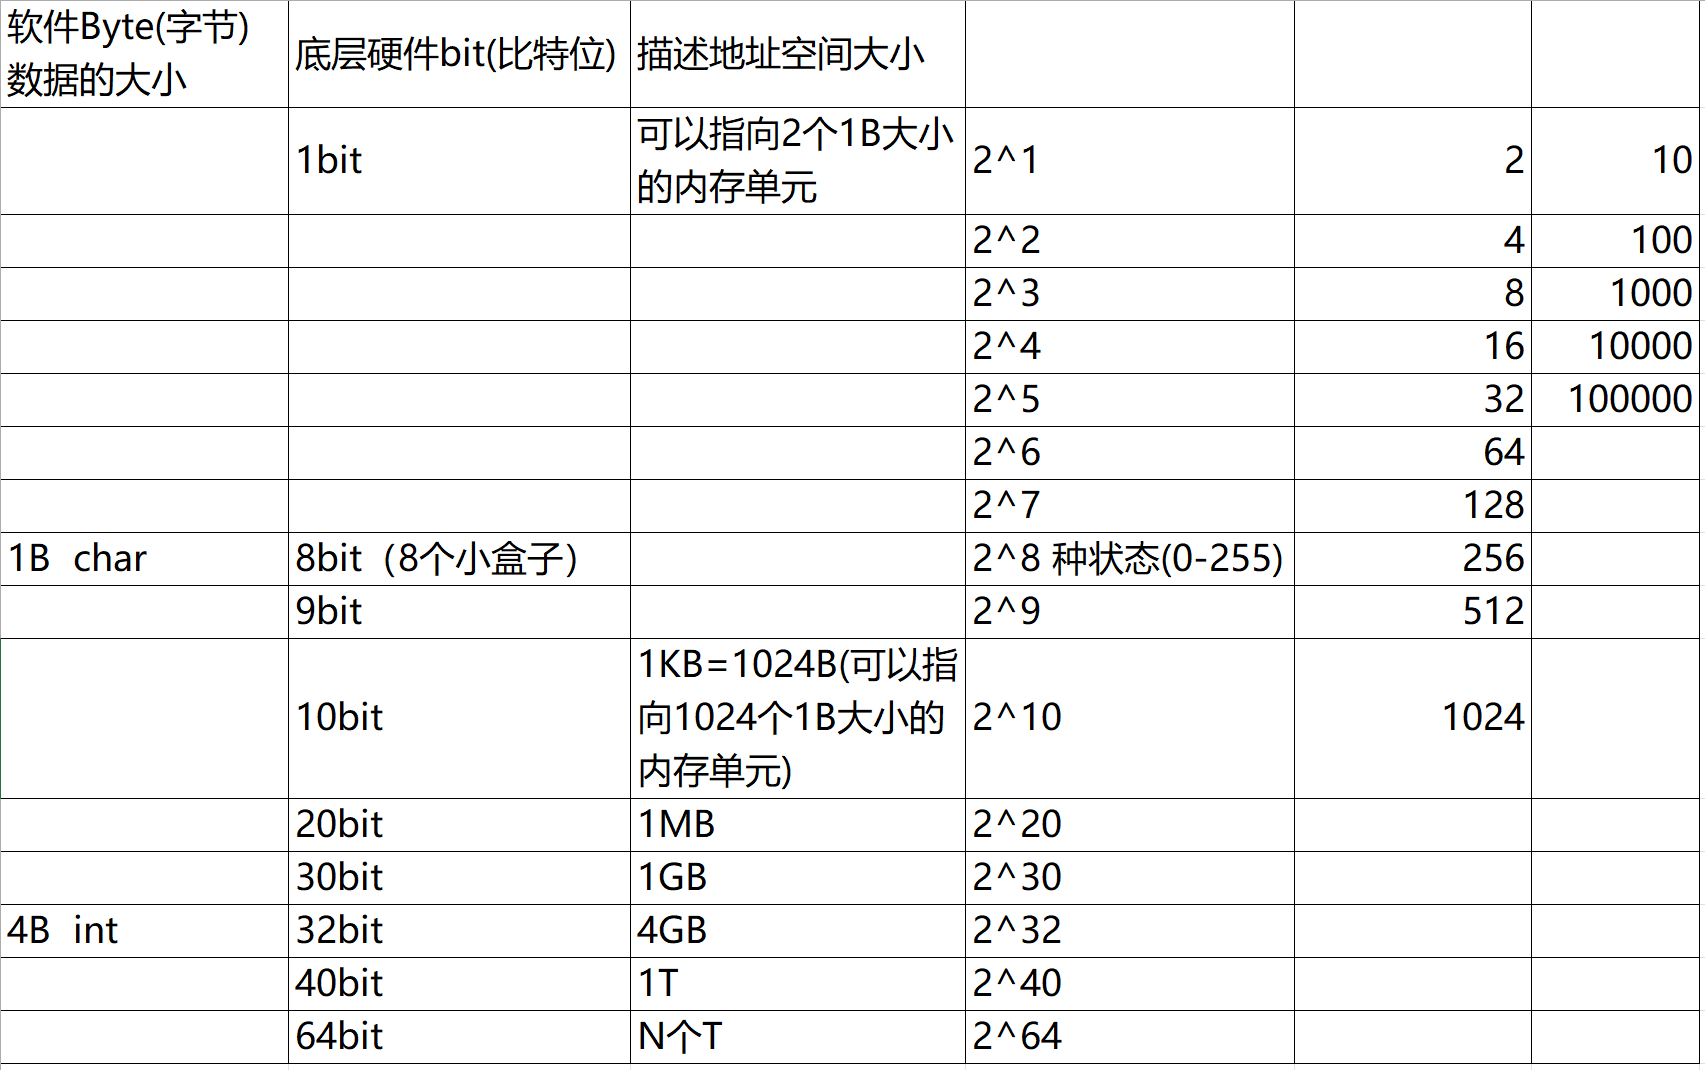 软件Byte(字节)
数据的大小
底层硬件bit(比特位)
描述地址空间大小
1bit
可以指向2个1B大小
的内存单元
2^1
2
10
2^2
4
100
2^3
8
1000
2^4
16
10000
2^5
32
100000
2^6
64
2^7
128
1B  char
8bit（8个小盒子）
2^8 种状态(0-255)
256
9bit
2^9
512
10bit
1KB=1024B(可以指
向1024个1B大小的
内存单元)
2^10
1024
20bit
1MB
2^20
30bit
1GB
2^30
4B  int
32bit
4GB
2^32
40bit
1T
2^40
64bit
N个T
2^64